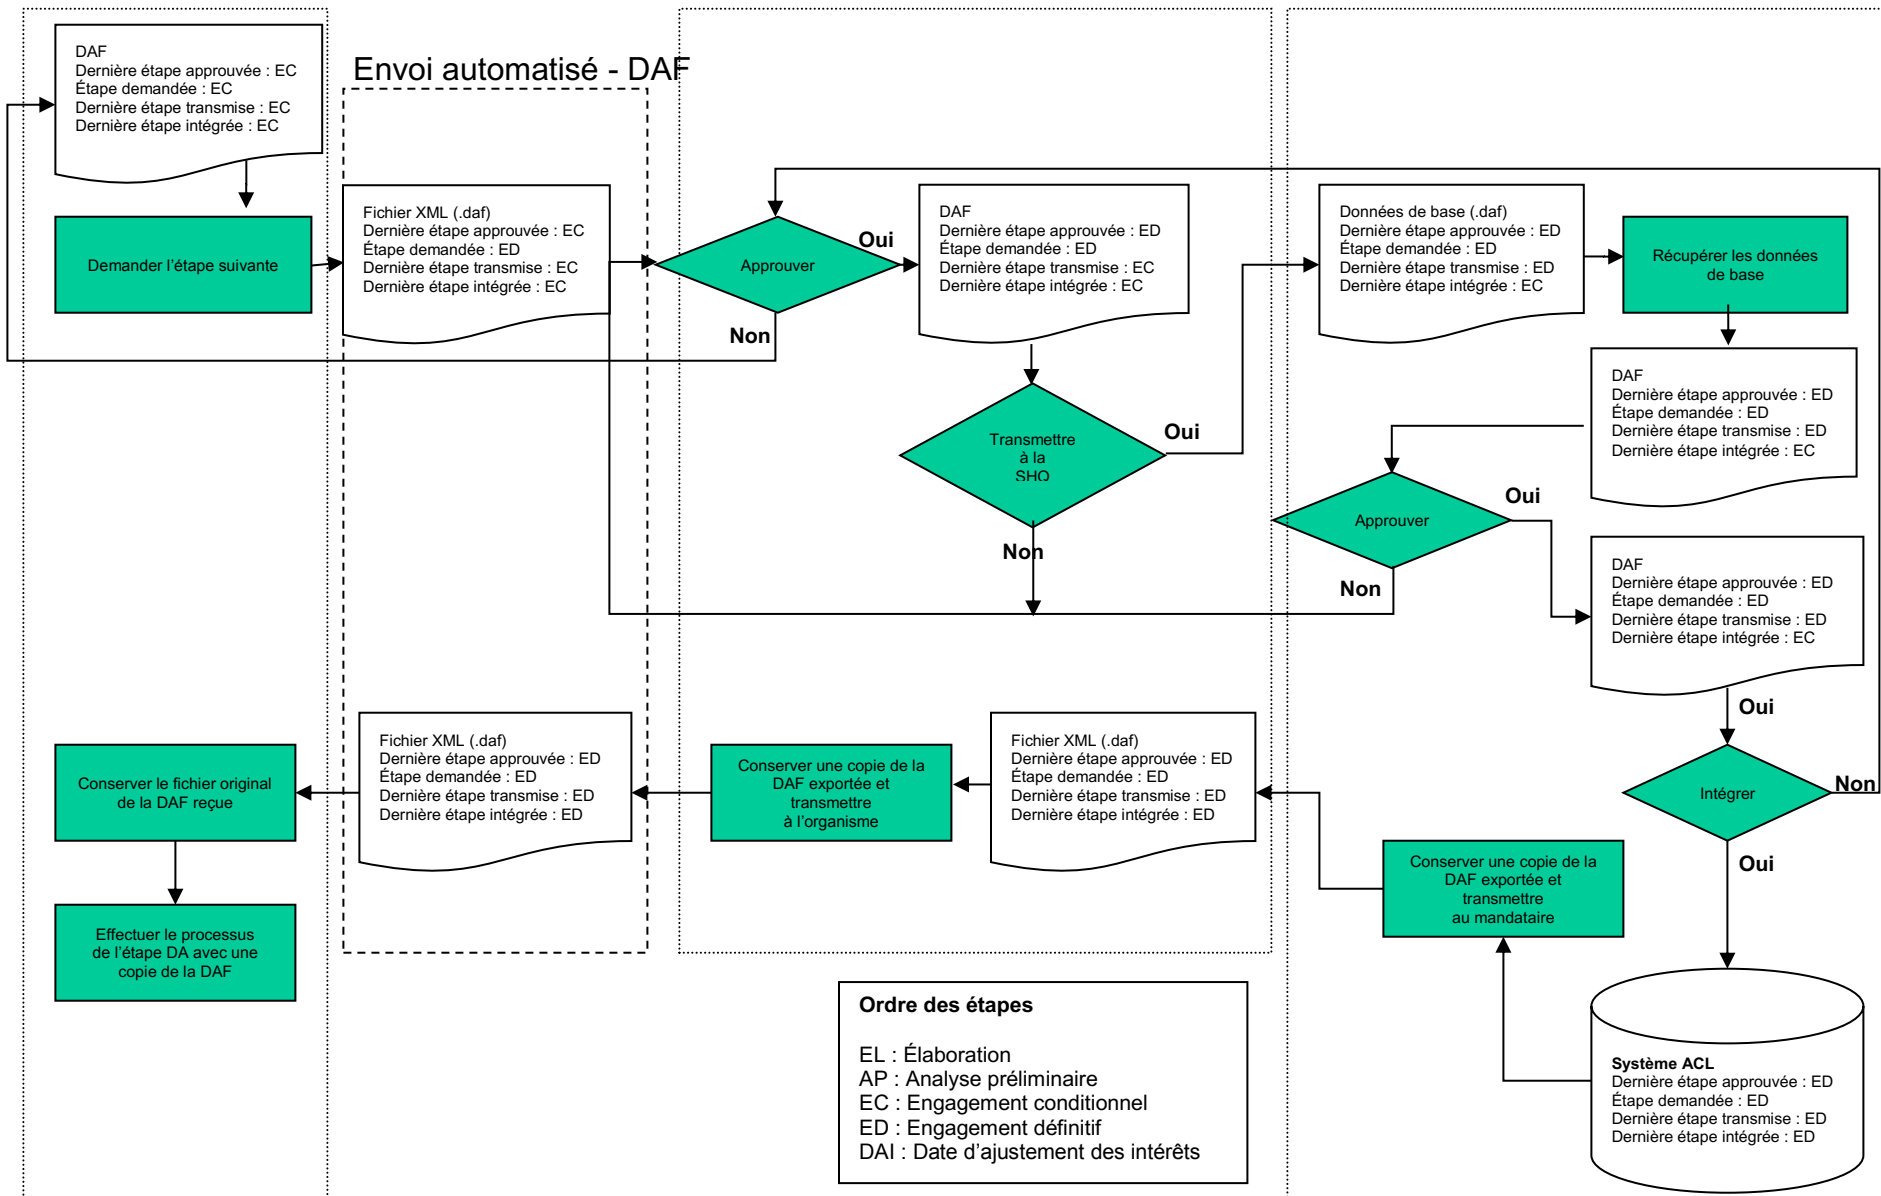 DAF
Dernière étape approuvée : EC
Étape demandée : EC
Dernière étape transmise : EC
Dernière étape intégrée : EC
Envoi automatisé - DAF
Demander l'étape suivante
Fichier XML (.daf)
Dernière étape approuvée : EC
Étape demandée : ED
Dernière étape transmise : EC
Dernière étape intégrée : EC
Approuver
Oui
Non
DAF
Dernière étape approuvée : ED
Étape demandée : ED
Dernière étape transmise : EC
Dernière étape intégrée : EC
Transmettre
à la
SHQ
Oui
Non
Données de base (.daf)
Dernière étape approuvée : ED
Étape demandée : ED
Dernière étape transmise : ED
Dernière étape intégrée : EC
Récupérer les données
de base
DAF
Dernière étape approuvée : ED
Étape demandée : ED
Dernière étape transmise : ED
Dernière étape intégrée : EC
Approuver
Oui
Non
DAF
Dernière étape approuvée : ED
Étape demandée : ED
Dernière étape transmise : ED
Dernière étape intégrée : EC
Oui
Intégrer
Non
Oui
Système ACL
Dernière étape approuvée : ED
Étape demandée : ED
Dernière étape transmise : ED
Dernière étape intégrée : ED
Conserver une copie de la
DAF exportée et
transmettre
au mandataire
Fichier XML (.daf)
Dernière étape approuvée : ED
Étape demandée : ED
Dernière étape transmise : ED
Dernière étape intégrée : ED
Conserver une copie de la
DAF exportée et
transmettre
à l'organisme
Fichier XML (.daf)
Dernière étape approuvée : ED
Étape demandée : ED
Dernière étape transmise : ED
Dernière étape intégrée : ED
Conserver le fichier original
de la DAF reçue
Effectuer le processus
de l'étape DA avec une
copie de la DAF
Ordre des étapes
EL : Élaboration
AP : Analyse préliminaire
EC : Engagement conditionnel
ED : Engagement définitif
DAI : Date d'ajustement des intérêts